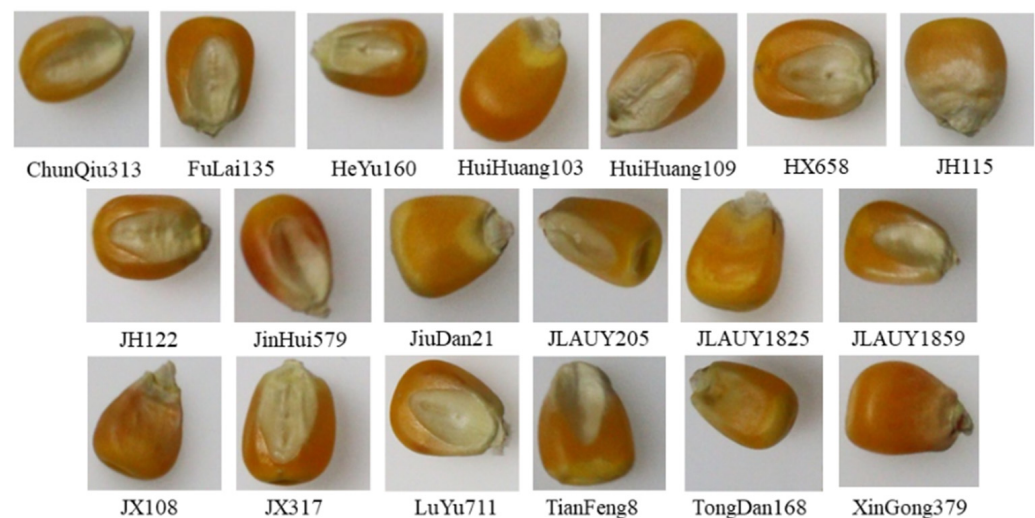 ChunQiu313 FuLai135 HeYu160 HuiHuang103 HuiHuang109 HX658 JH115
JH122 JinHui579 JiuDan21 JLAUY205 JLAUY1825 JLAUY1859
JX108 JX317 LuYu711 TianFeng8 TongDan168 XinGong379